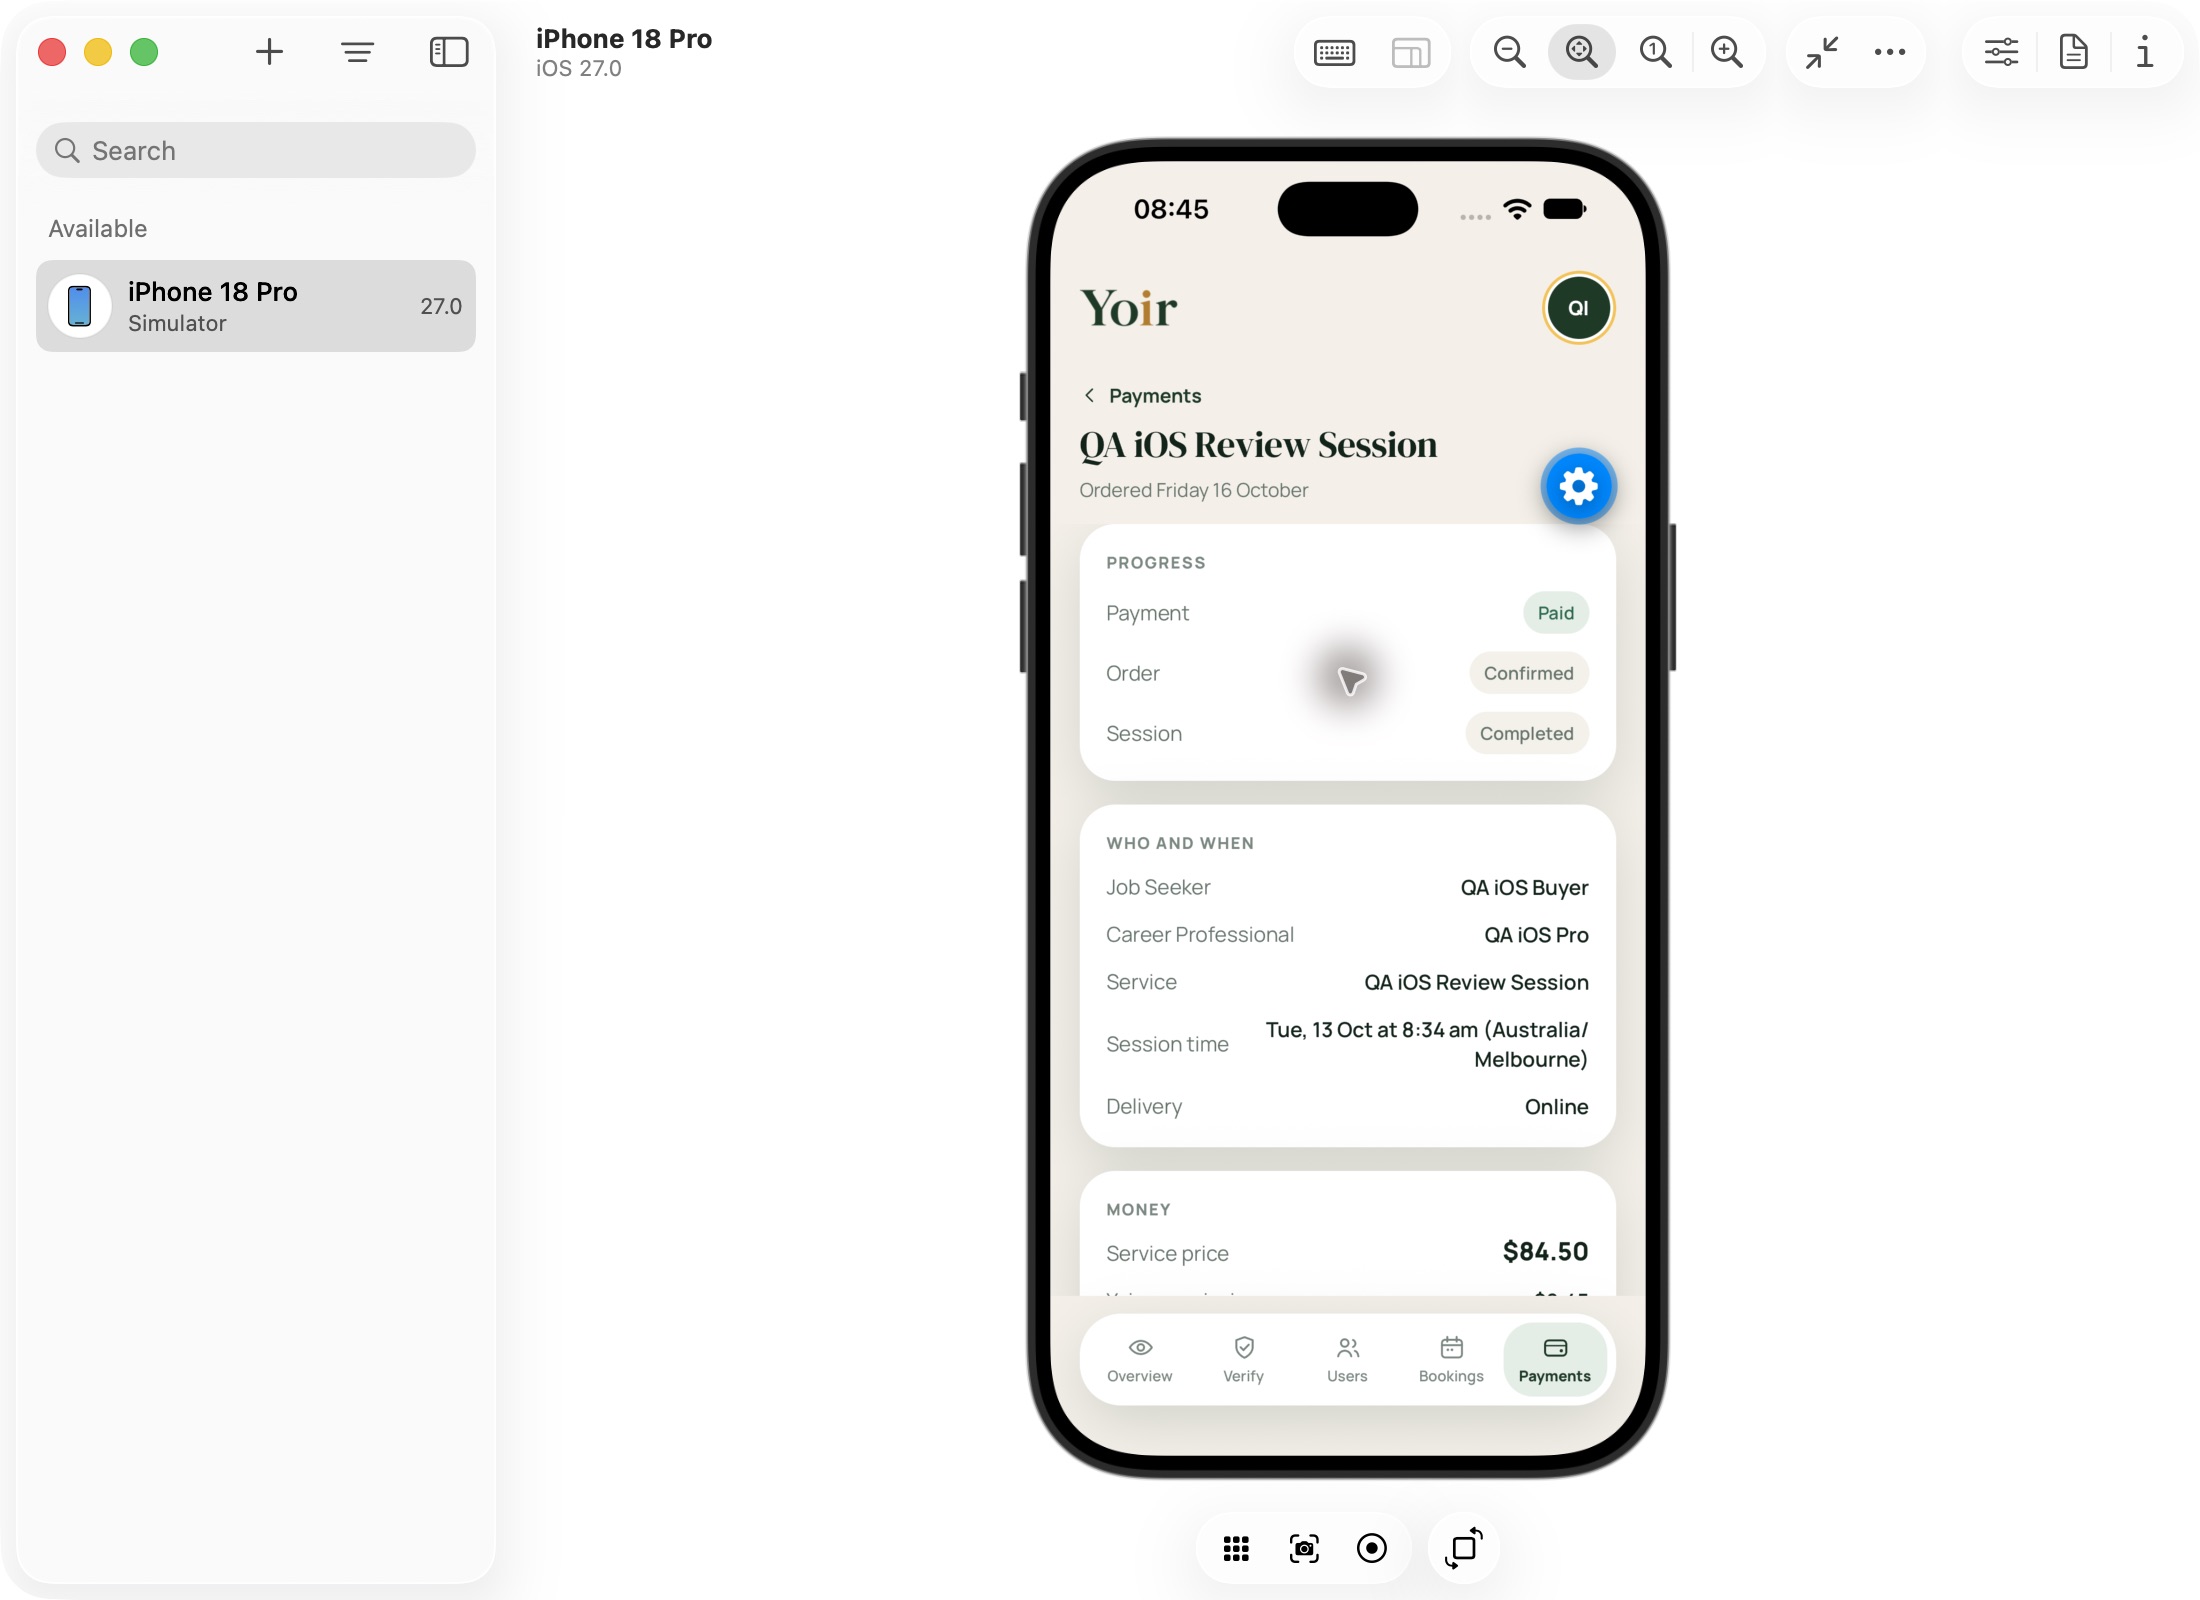 iPhone 18 Pro
iOS 27.0
Search
Available
iPhone 18 Pro
Simulator
27.0
08:45
Yoir
QI
Payments
QA iOS Review Session
Ordered Friday 16 October
PROGRESS
Payment
Paid
Order
Confirmed
Session
Completed
WHO AND WHEN
Job Seeker
QA iOS Buyer
Career Professional
QA iOS Pro
Service
QA iOS Review Session
Session time
Tue, 13 Oct at 8:34 am (Australia/
Melbourne)
Delivery
Online
MONEY
Service price
$84.50
Overview
Verify
Users
Bookings
Payments